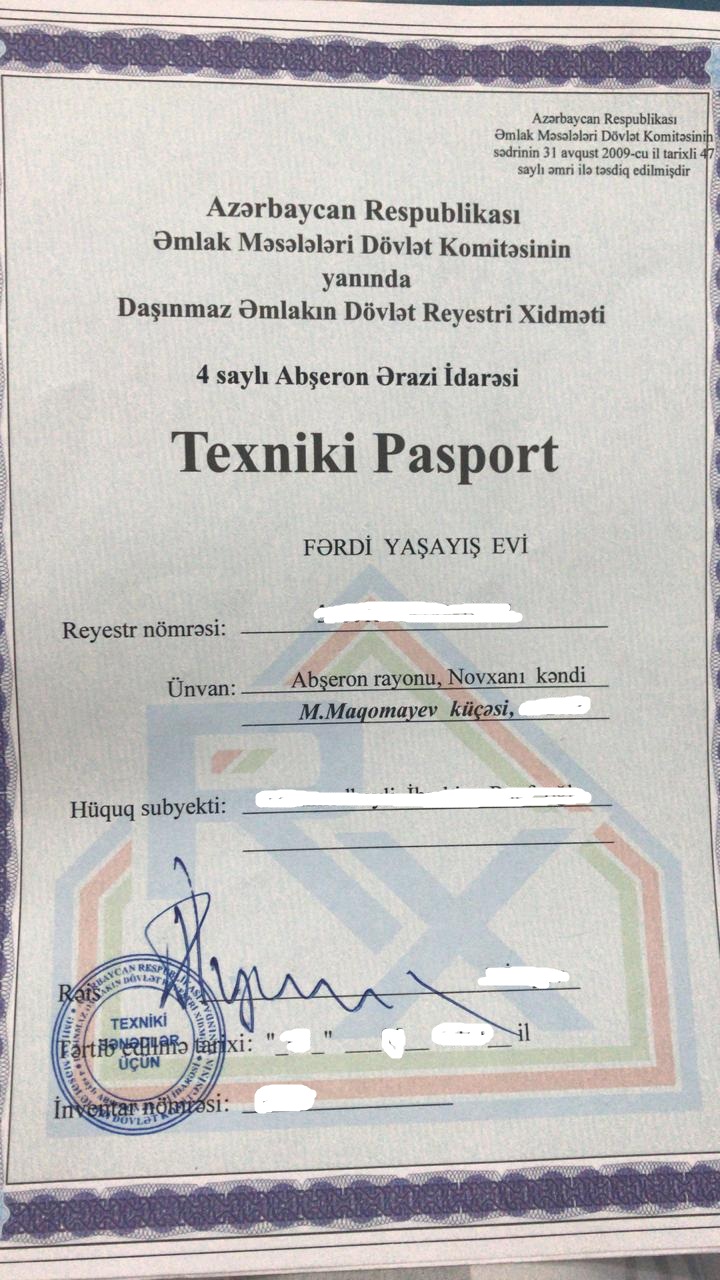 Azərbaycan Respublikası
Əmlak Məsələləri Dövlət Komitəsinin
sədrinin 31 avqust 2009-cu il tarixli 47
saylı əmri ilə təsdiq edilmişdir
Azərbaycan Respublikası
Əmlak Məsələləri Dövlət Komitəsinin
yanında
Daşınmaz Əmlakın Dövlət Reyestri Xidməti
4 saylı Abşeron Ərazi İdarəsi
Texniki Pasport
FƏRDİ YAŞAYIŞ EVİ
Reyestr nömrəsi:
Ünvan: Abşeron rayonu, Novxanı kəndi
M.Maqomayev küçəsi,
Hüquq subyekti:
Rəis
Tərtib edilmə tarixi: "__" il
İnventar nömrəsi:
TEXNİKİ
SƏNƏDLƏR
ÜÇÜN